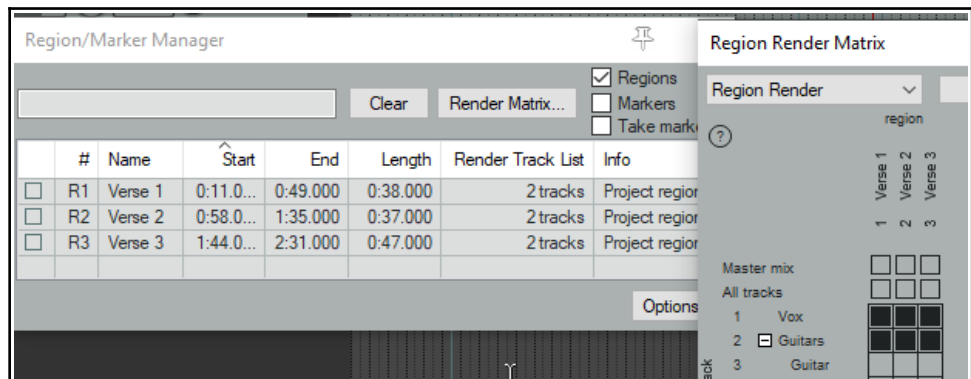 Region/Marker Manager
Clear
Render Matrix...
Regions
Markers
Take
# Name Start End Length Render Track List Info
R1 Verse 1 0:11.0... 0:49.000 0:38.000 2 tracks Project region
R2 Verse 2 0:58.0... 1:35.000 0:37.000 2 tracks Project region
R3 Verse 3 1:44.0... 2:31.000 0:47.000 2 tracks Project region
Options
Region Render Matrix
Region Render
region
?
Verse 1
Verse 2
Verse 3
1 2 3
Master mix
All tracks
1 Vox
2 Guitars
3 Guitar